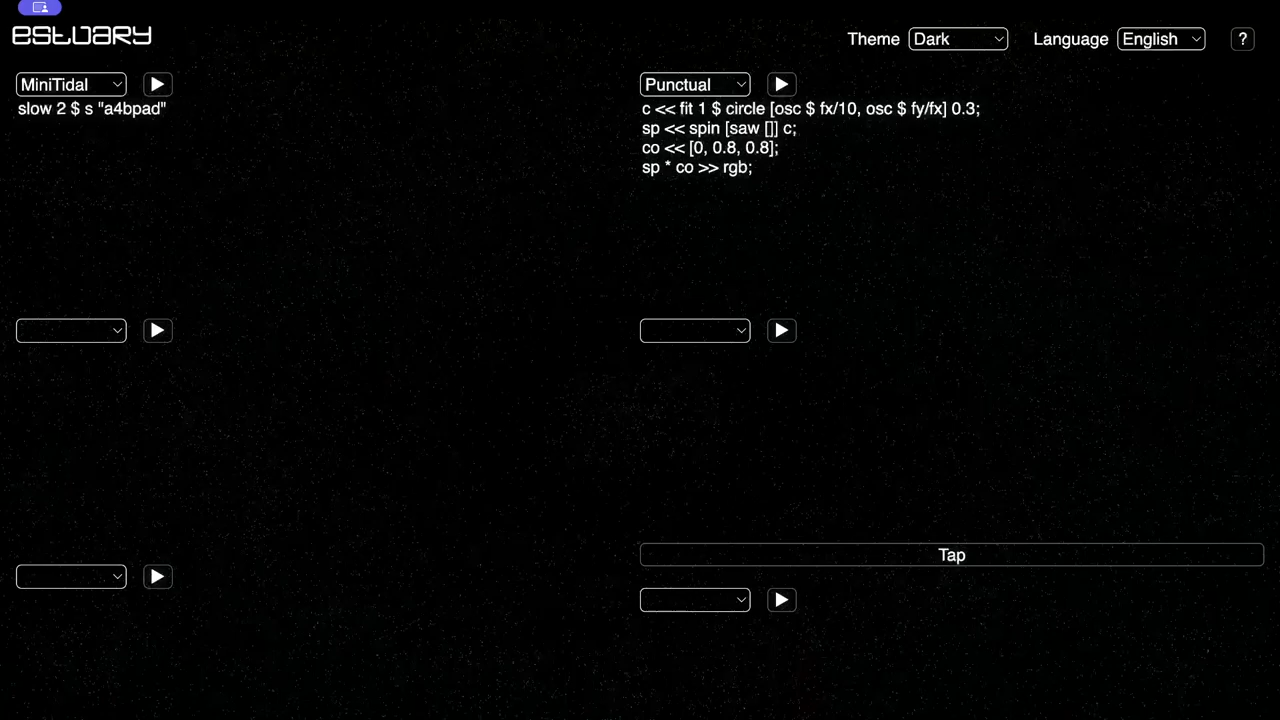 estuary
Theme Dark Language English ?
MiniTidal
slow 2 $ s "a4bpad"
Punctual
c << fit 1 $ circle [osc $ fx/10, osc $ fy/fx] 0.3;
sp << spin [saw []] c;
co << [0, 0.8, 0.8];
sp * co >> rgb;
Tap